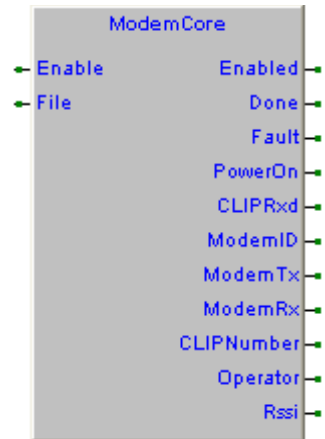 ModemCore
Enable Enabled
File Done
Fault
PowerOn
CLIPRxd
ModemID
ModemTx
ModemRx
CLIPNumber
Operator
Rssi